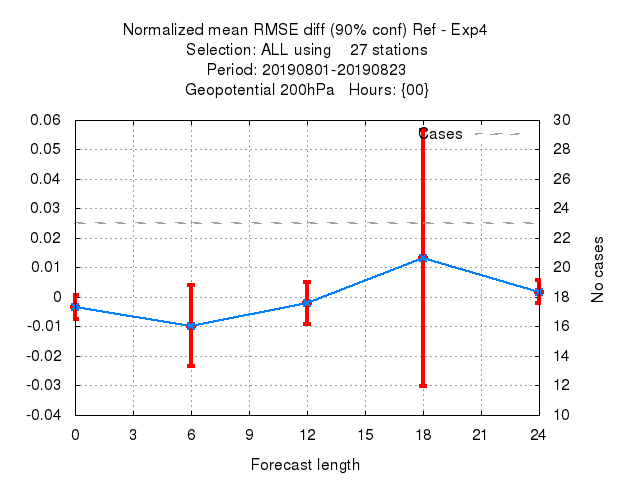 Normalized mean RMSE diff (90% conf) Ref - Exp4
Selection: ALL using    27 stations
Period: 20190801-20190823
Geopotential 200hPa   Hours: {00}
Cases
0.06
0.05
0.04
0.03
0.02
0.01
0
-0.01
-0.02
-0.03
-0.04
30
28
26
24
22
20
18
16
14
12
10
No cases
0 3 6 9 12 15 18 21 24
Forecast length